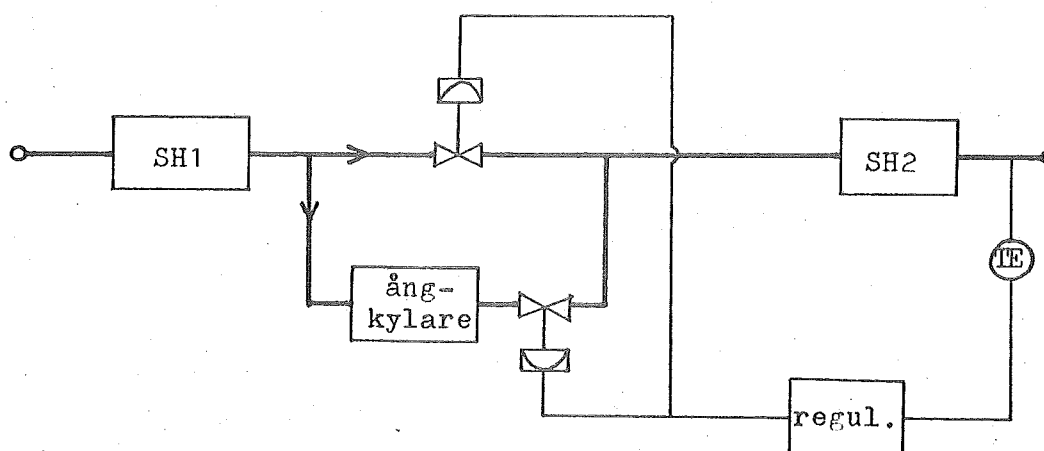 SH1
SH2
TE
ång-
kylare
regul.